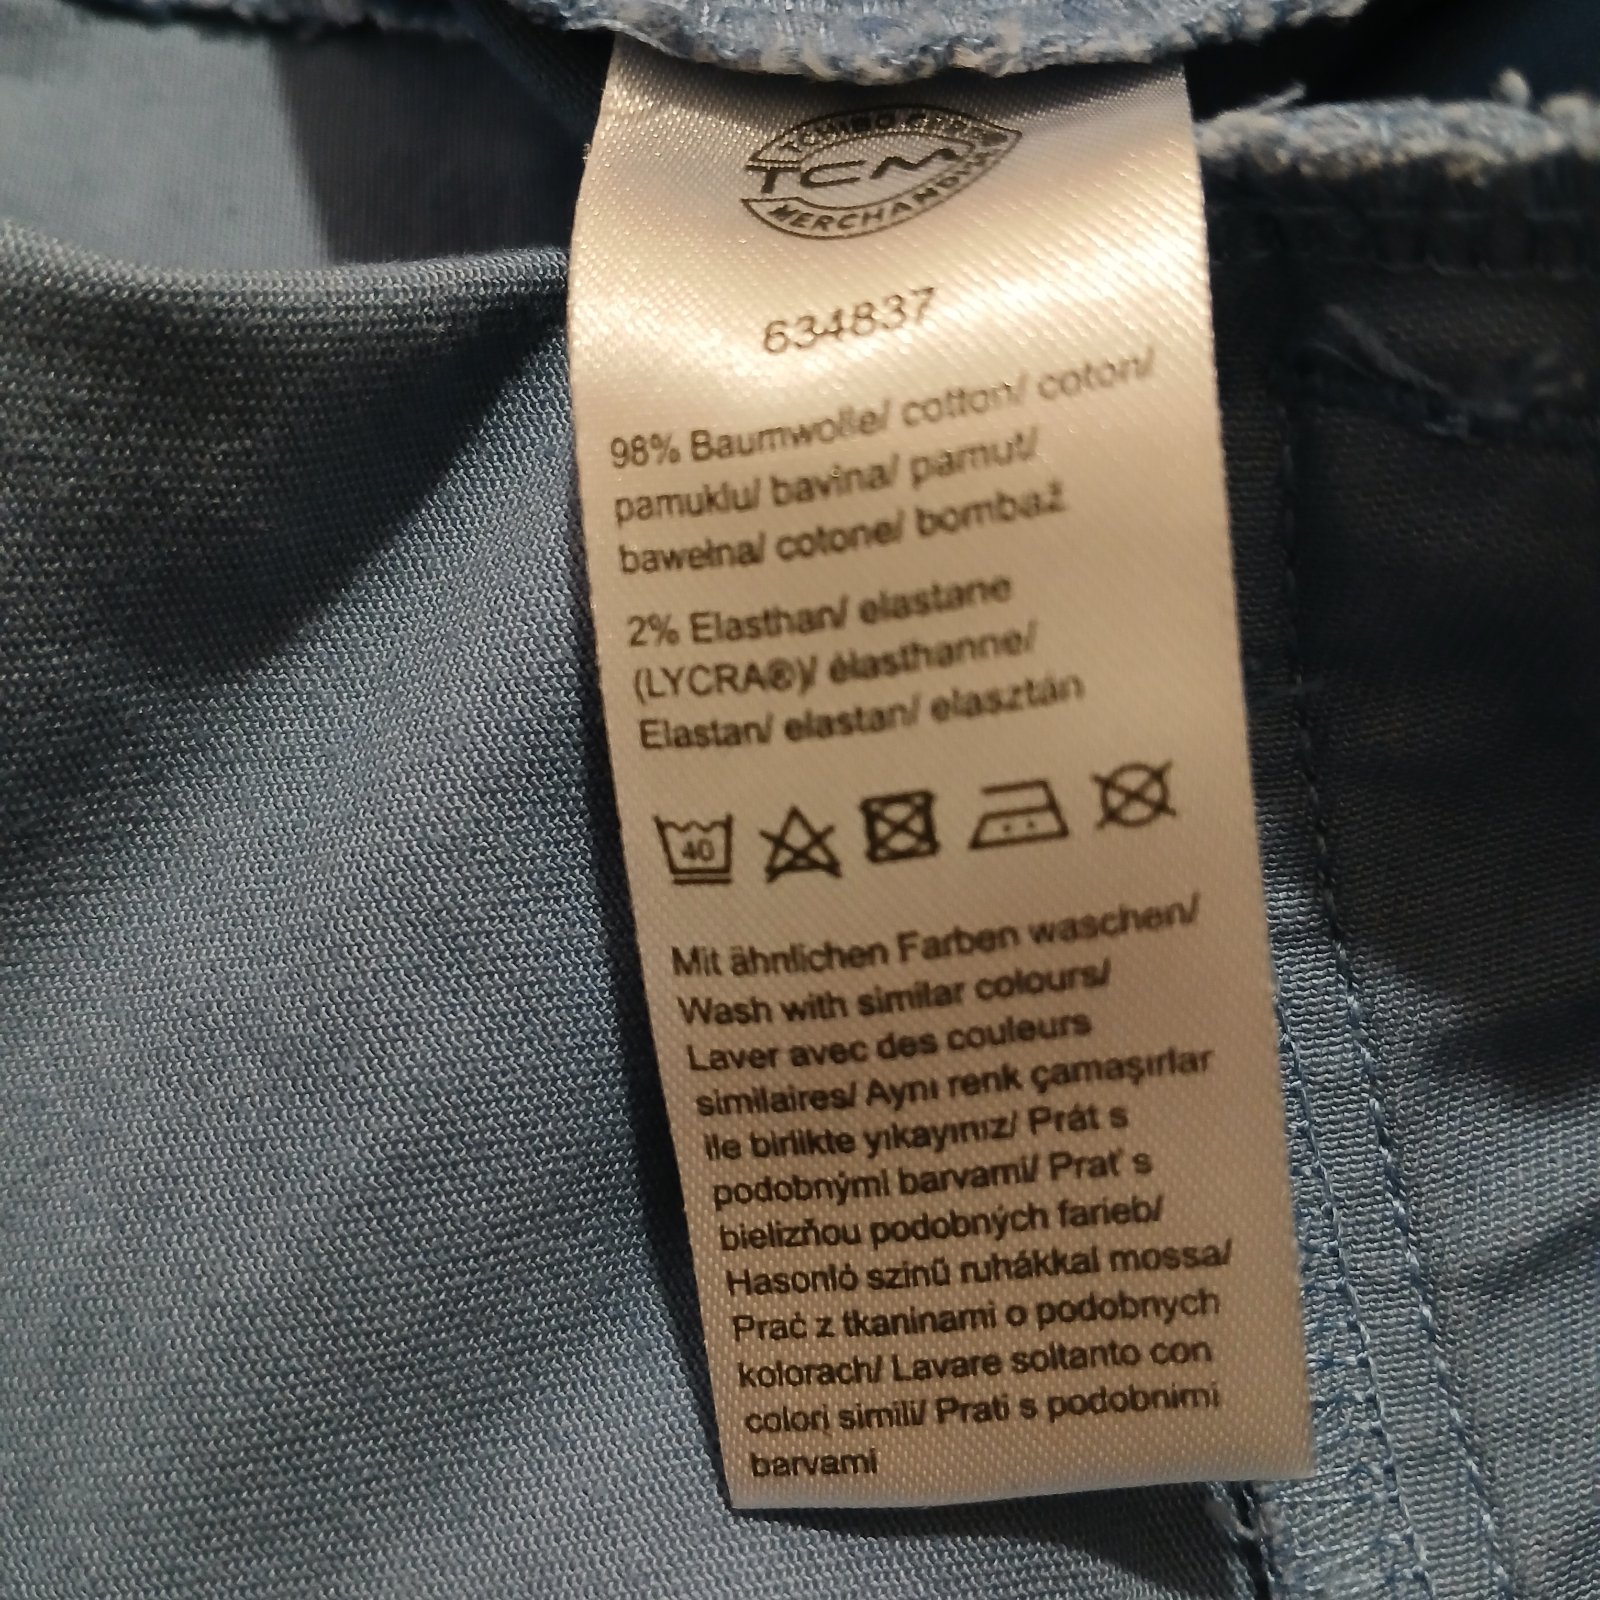 TCHIBO GMBH
TCM
MERCHANDISE
634837
98% Baumwolle/ cotton/ coton/
pamuklu/ bavlna/ pamut/
bawełna/ cotone/ bombaž
2% Elasthan/ elastane
(LYCRA®)/ élasthanne/
Elastan/ elastan/ elasztán
40
Mit ähnlichen Farben waschen/
Wash with similar colours/
Laver avec des couleurs
similaires/ Aynı renk çamaşırlar
ile birlikte yıkayınız/ Prát s
podobnými barvami/ Prať s
bielizňou podobných farieb/
Hasonló színű ruhákkal mossa/
Prać z tkaninami o podobnych
kolorach/ Lavare soltanto con
colori simili/ Prati s podobnimi
barvami